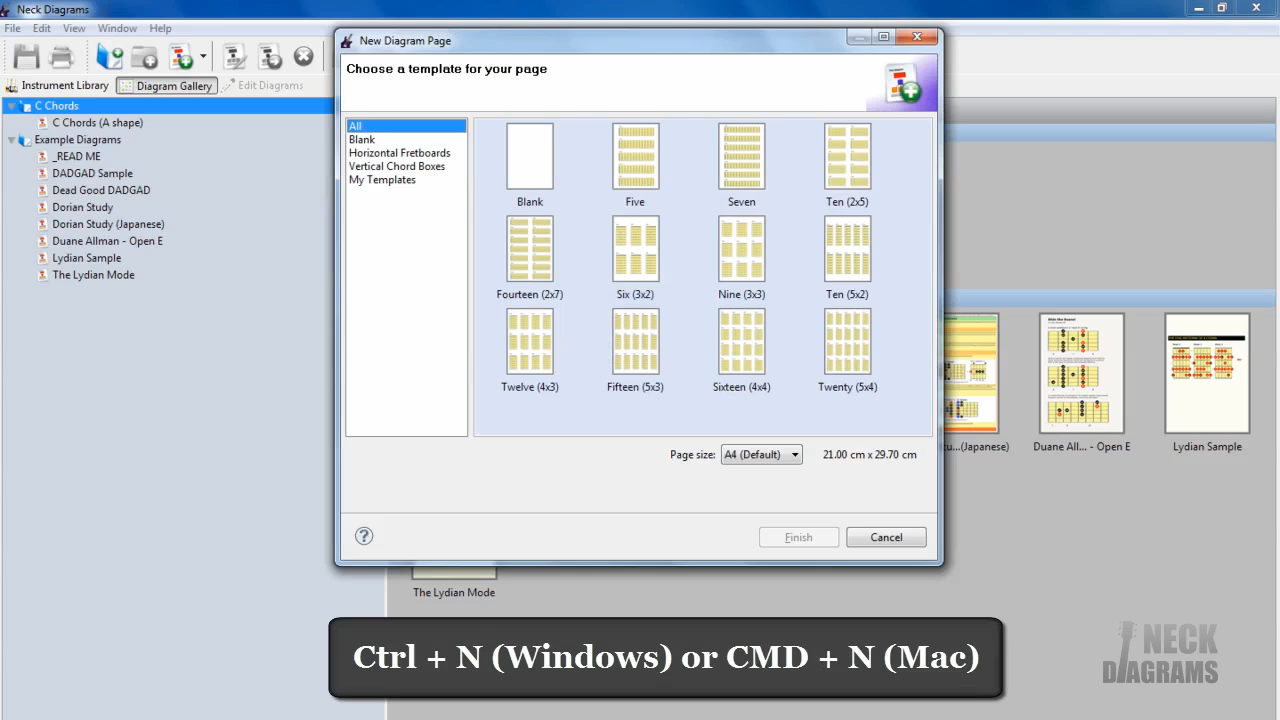 Neck Diagrams
File Edit View Window Help
Instrument Library Diagram Gallery Edit Diagrams
C Chords
C Chords (A shape)
Example Diagrams
_READ ME
DADGAD Sample
Dead Good DADGAD
Dorian Study
Dorian Study (Japanese)
Duane Allman - Open E
Lydian Sample
The Lydian Mode
New Diagram Page
Choose a template for your page
All
Blank
Horizontal Fretboards
Vertical Chord Boxes
My Templates
Blank Five Seven Ten (2x5)
Fourteen (2x7) Six (3x2) Nine (3x3) Ten (5x2)
Twelve (4x3) Fifteen (5x3) Sixteen (4x4) Twenty (5x4)
Page size: A4 (Default) 21.00 cm x 29.70 cm
Finish Cancel
tu...(Japanese) Duane All... - Open E Lydian Sample
The Lydian Mode
Ctrl + N (Windows) or CMD + N (Mac)
NECK
DIAGRAMS